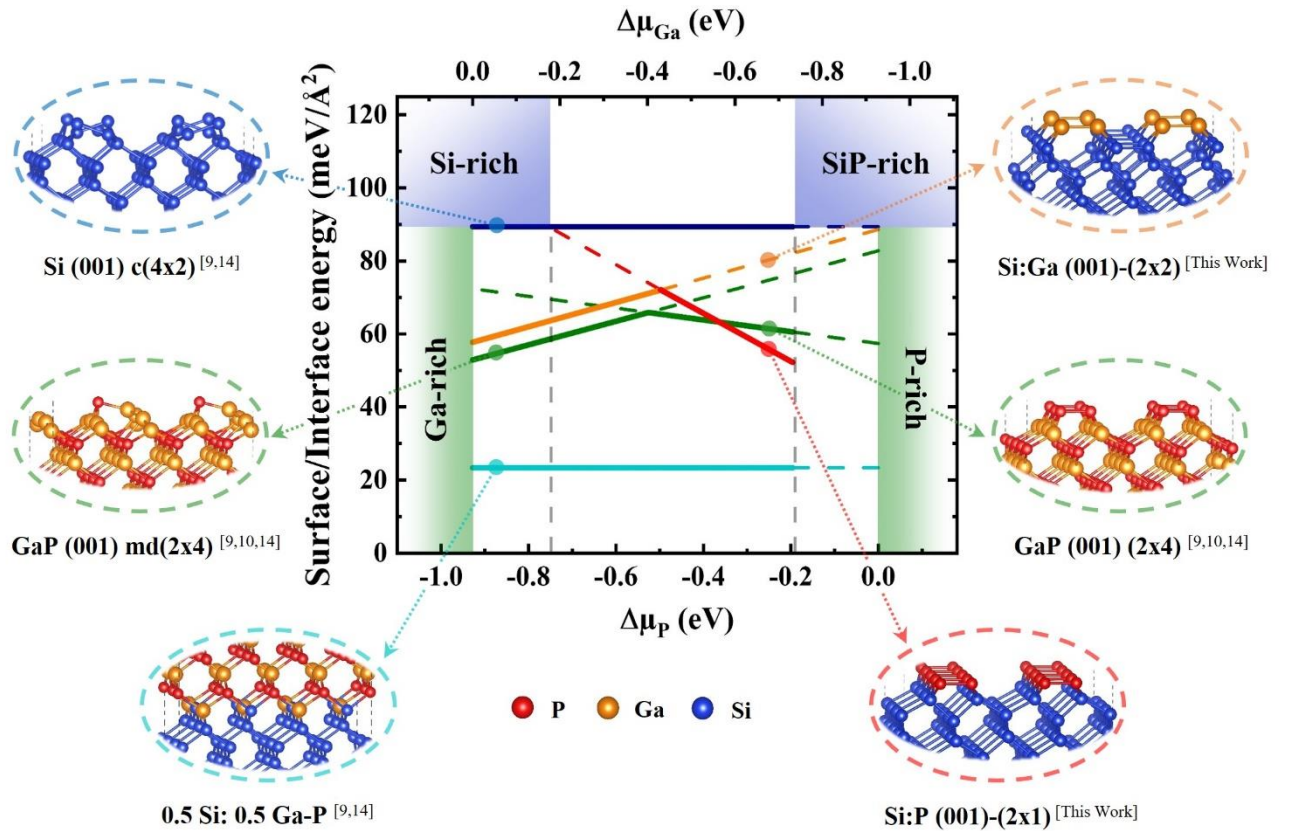 Δμ_Ga (eV)
0.0 -0.2 -0.4 -0.6 -0.8 -1.0
Surface/Interface energy (meV/Å²)
120
100
80
60
40
20
0
Si-rich
SiP-rich
Ga-rich
P-rich
-1.0 -0.8 -0.6 -0.4 -0.2 0.0
Δμ_P (eV)
Si (001) c(4x2) [9,14]
Si:Ga (001)-(2x2) [This Work]
GaP (001) md(2x4) [9,10,14]
GaP (001) (2x4) [9,10,14]
P Ga Si
0.5 Si: 0.5 Ga-P [9,14]
Si:P (001)-(2x1) [This Work]